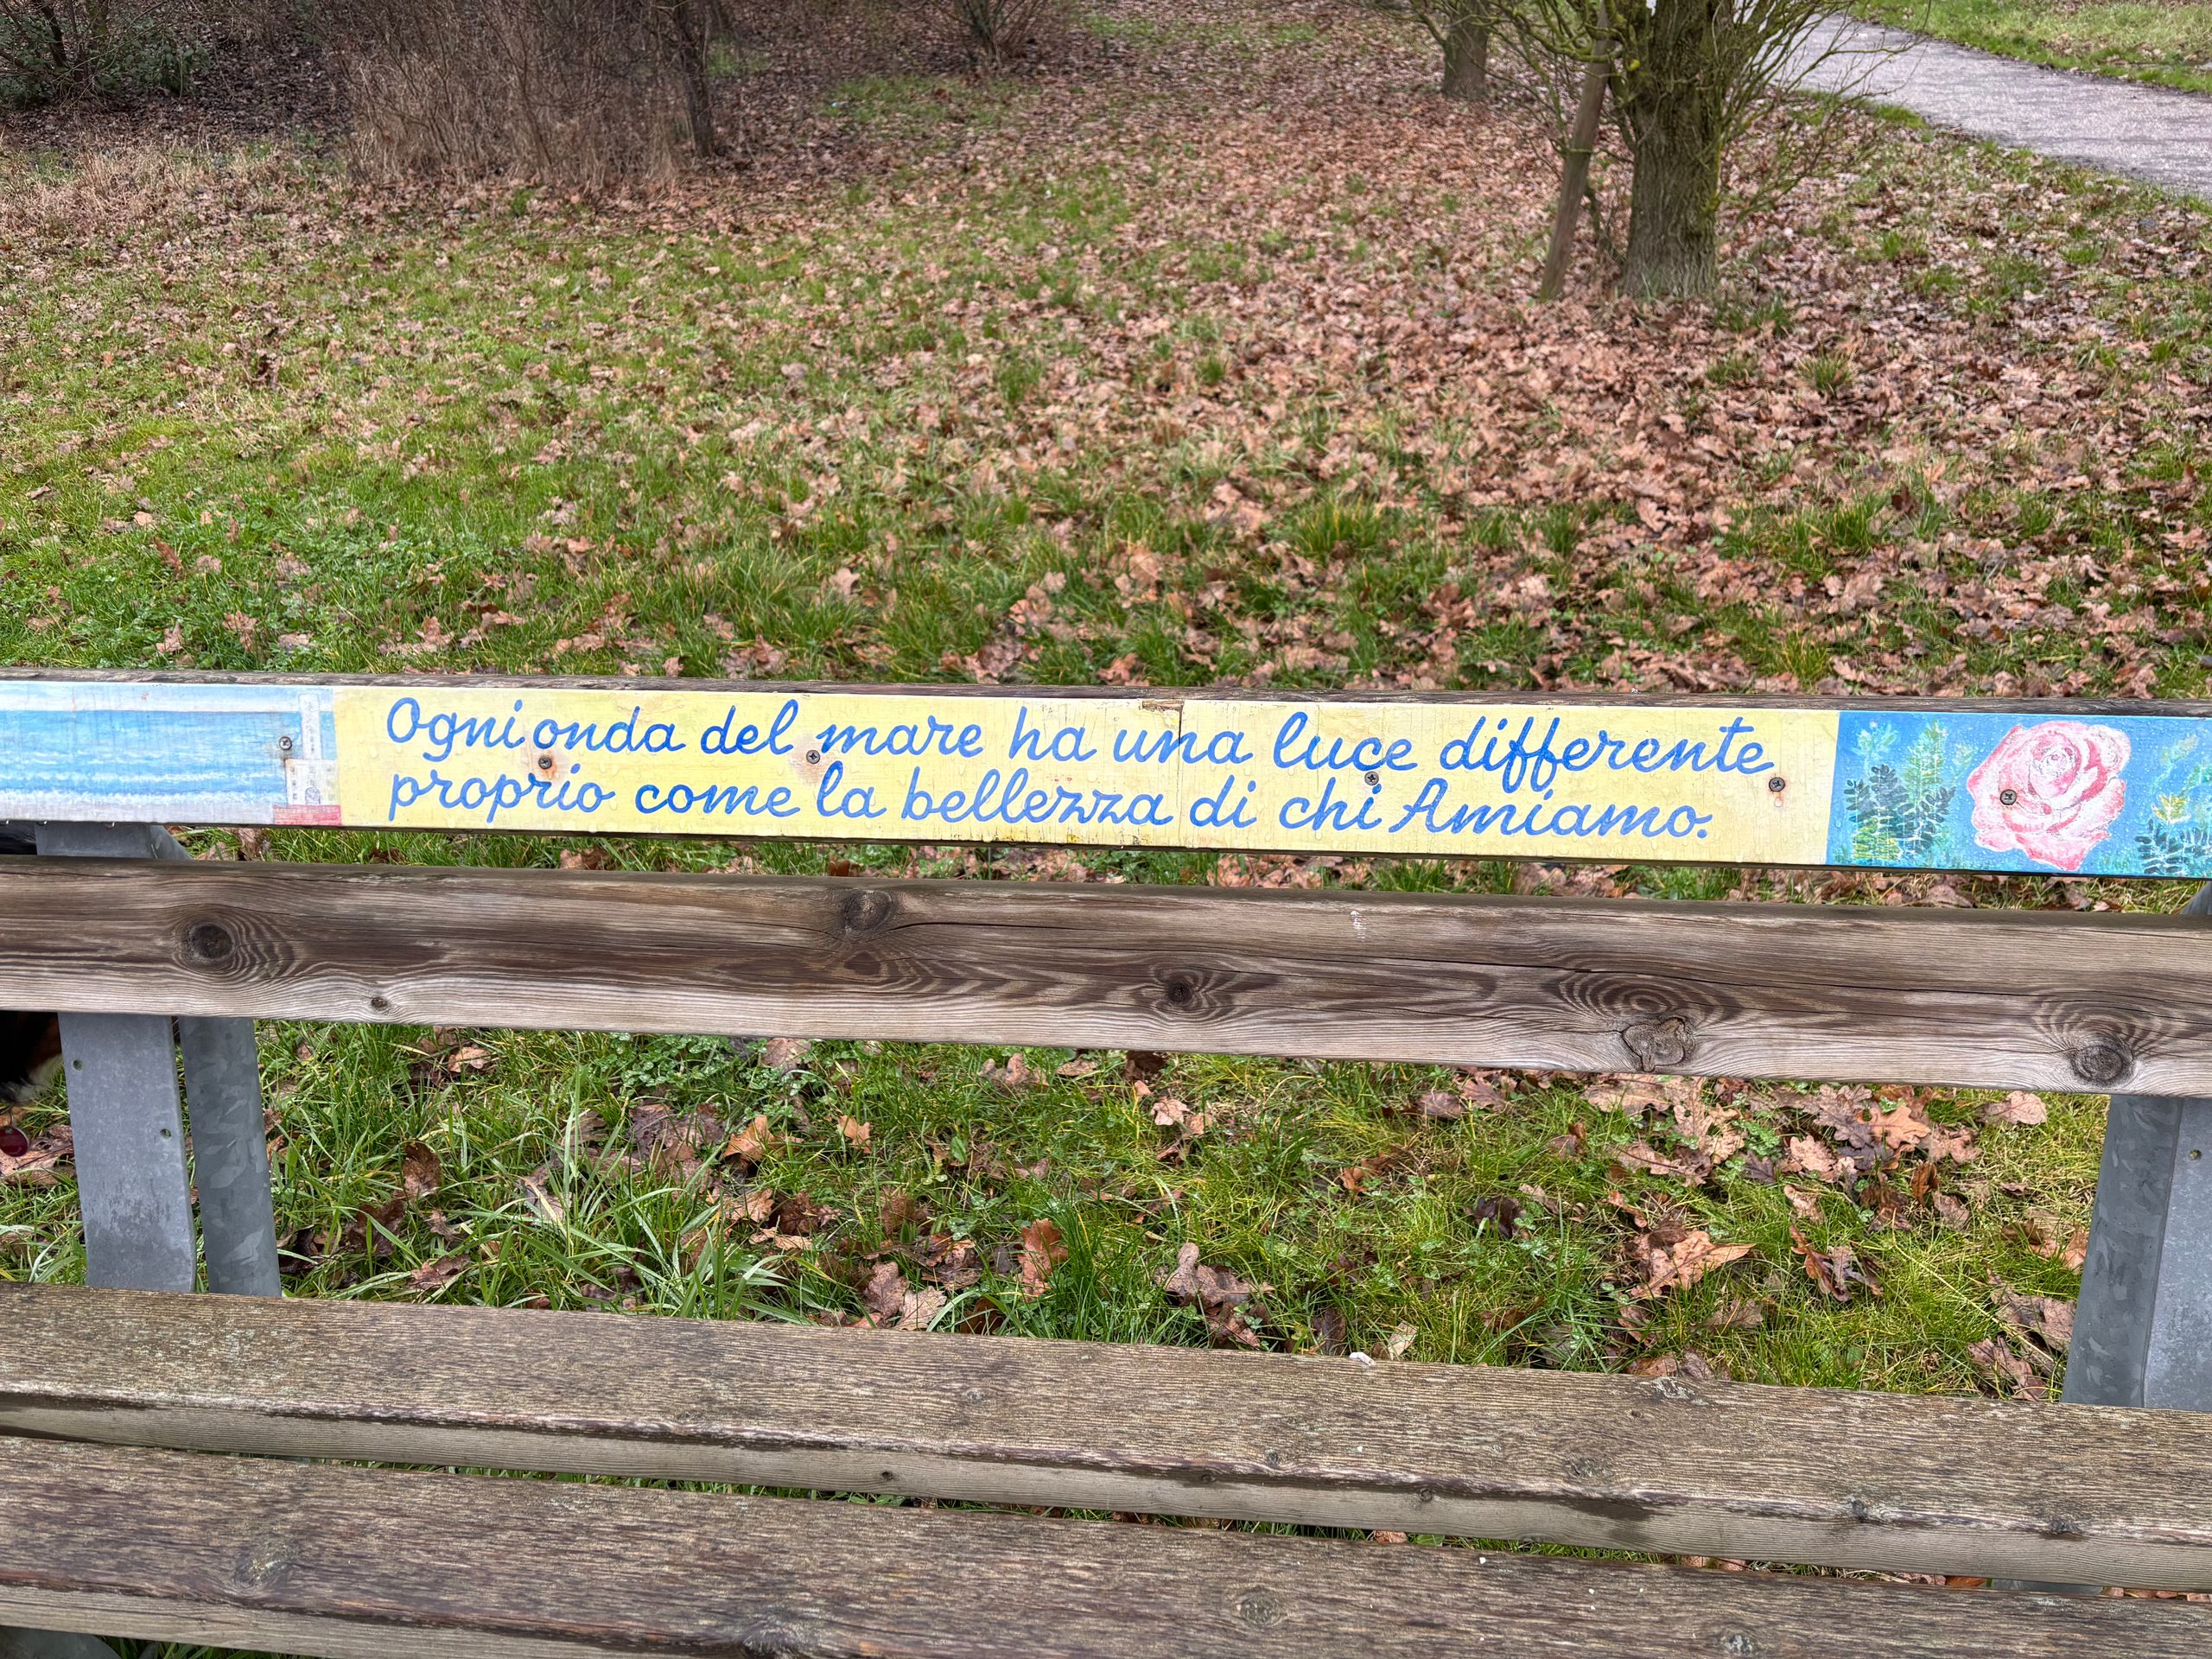 Ogni onda del mare ha una luce differente
proprio come la bellezza di chi Amiamo.